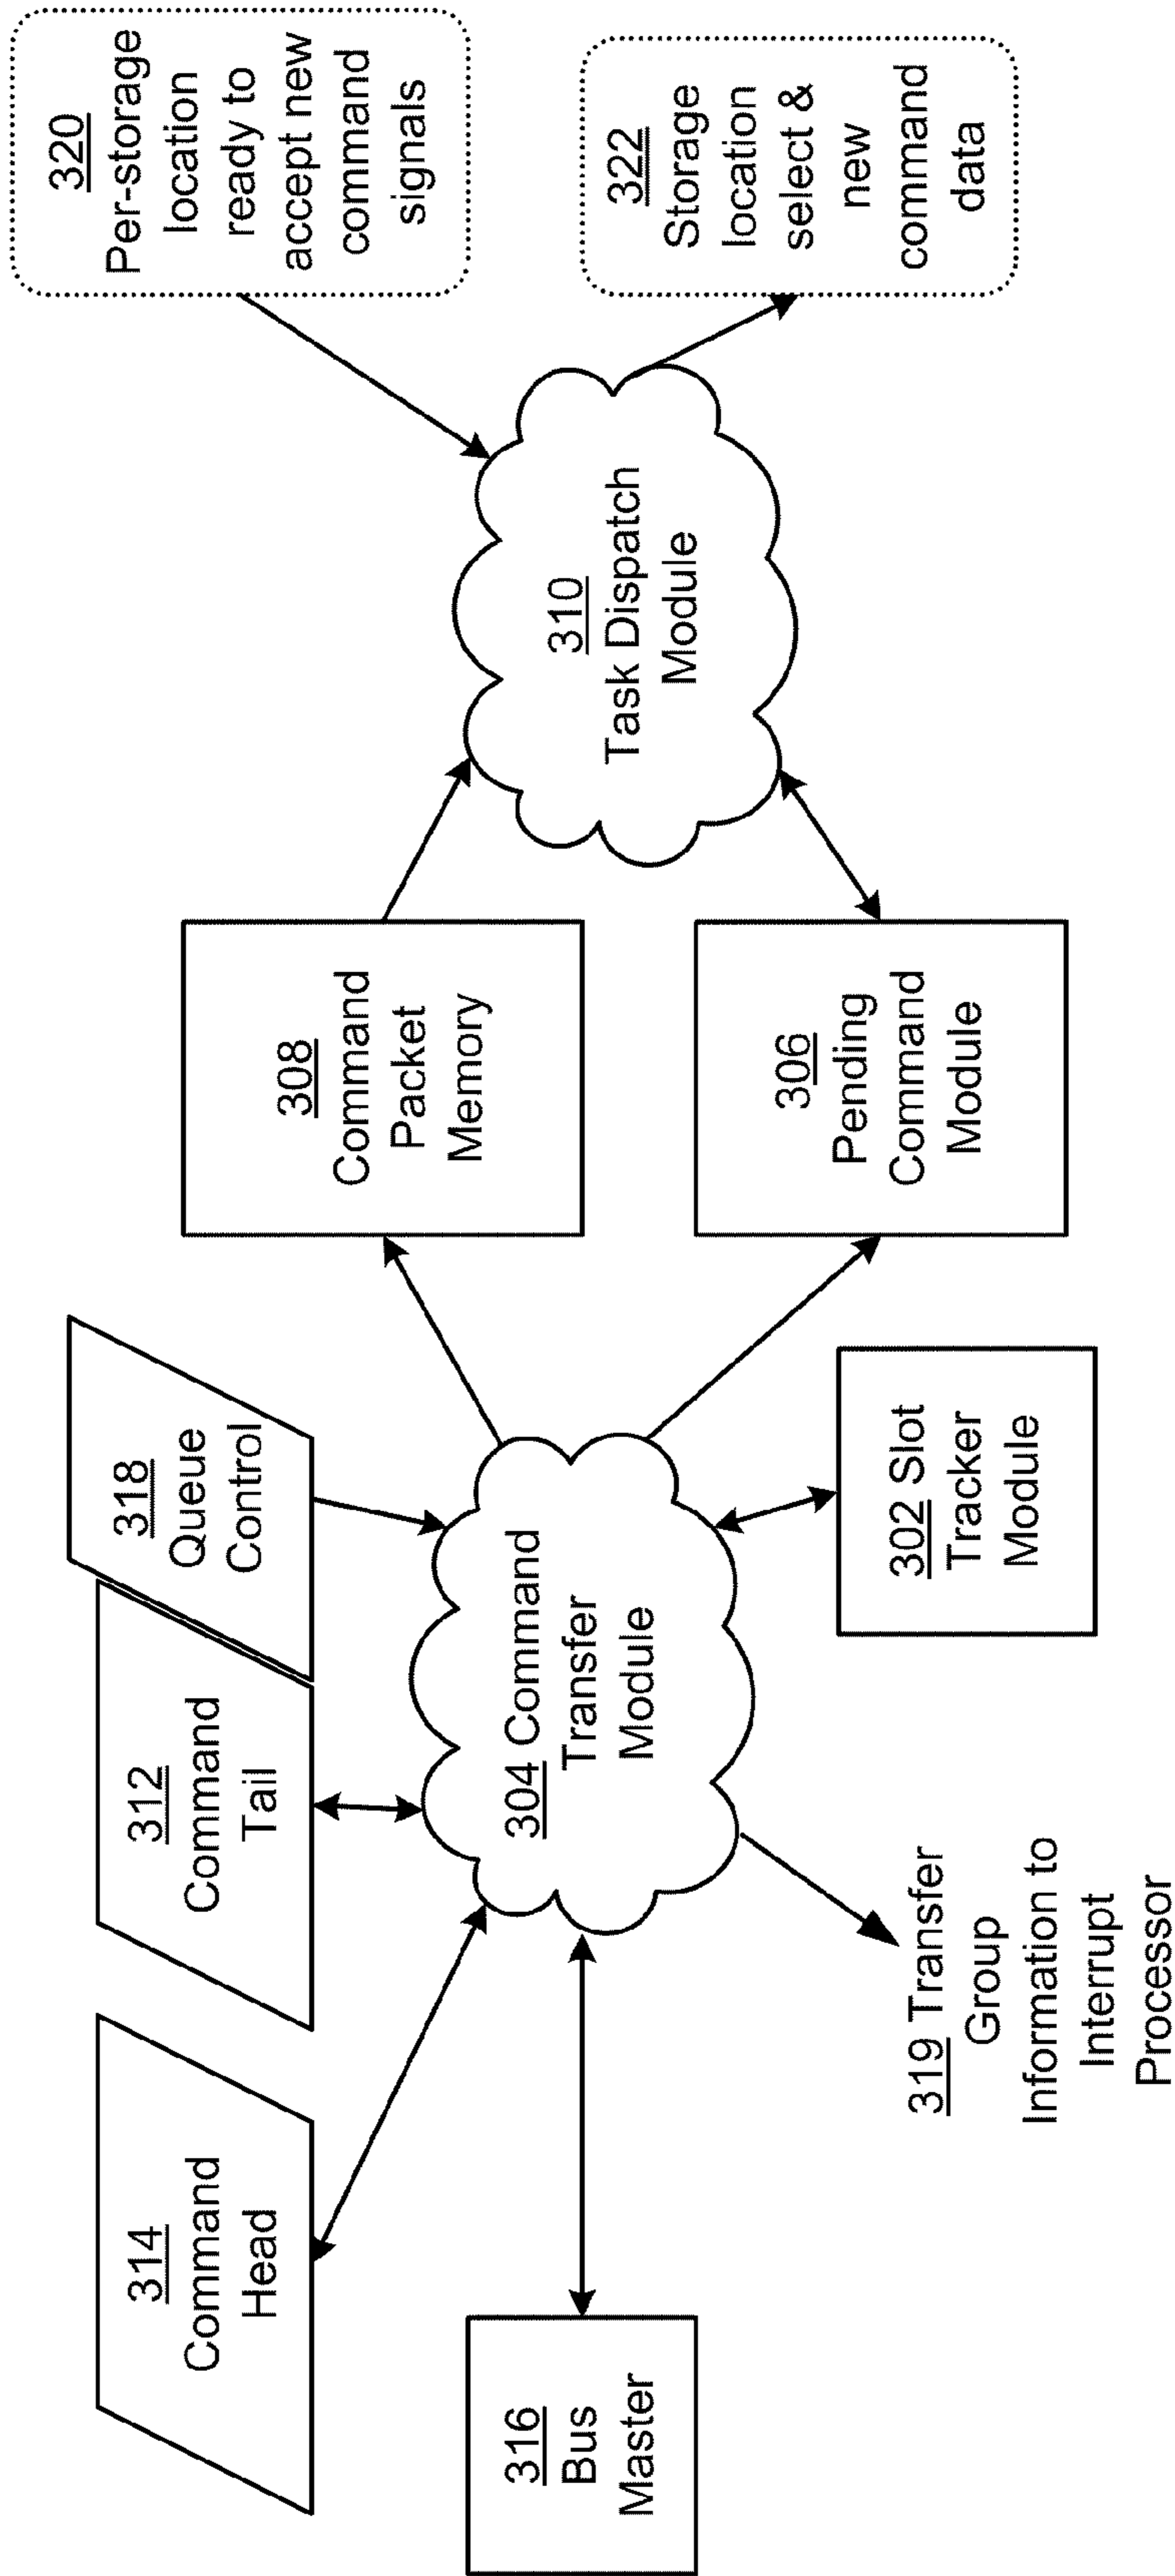 314
Command
Head
312
Command
Tail
318
Queue
Control
316
Bus
Master
304 Command
Transfer
Module
319 Transfer
Group
Information to
Interrupt
Processor
302 Slot
Tracker
Module
308
Command
Packet
Memory
306
Pending
Command
Module
310
Task Dispatch
Module
320
Per-storage
location
ready to
accept new
command
signals
322
Storage
location
select &
new
command
data